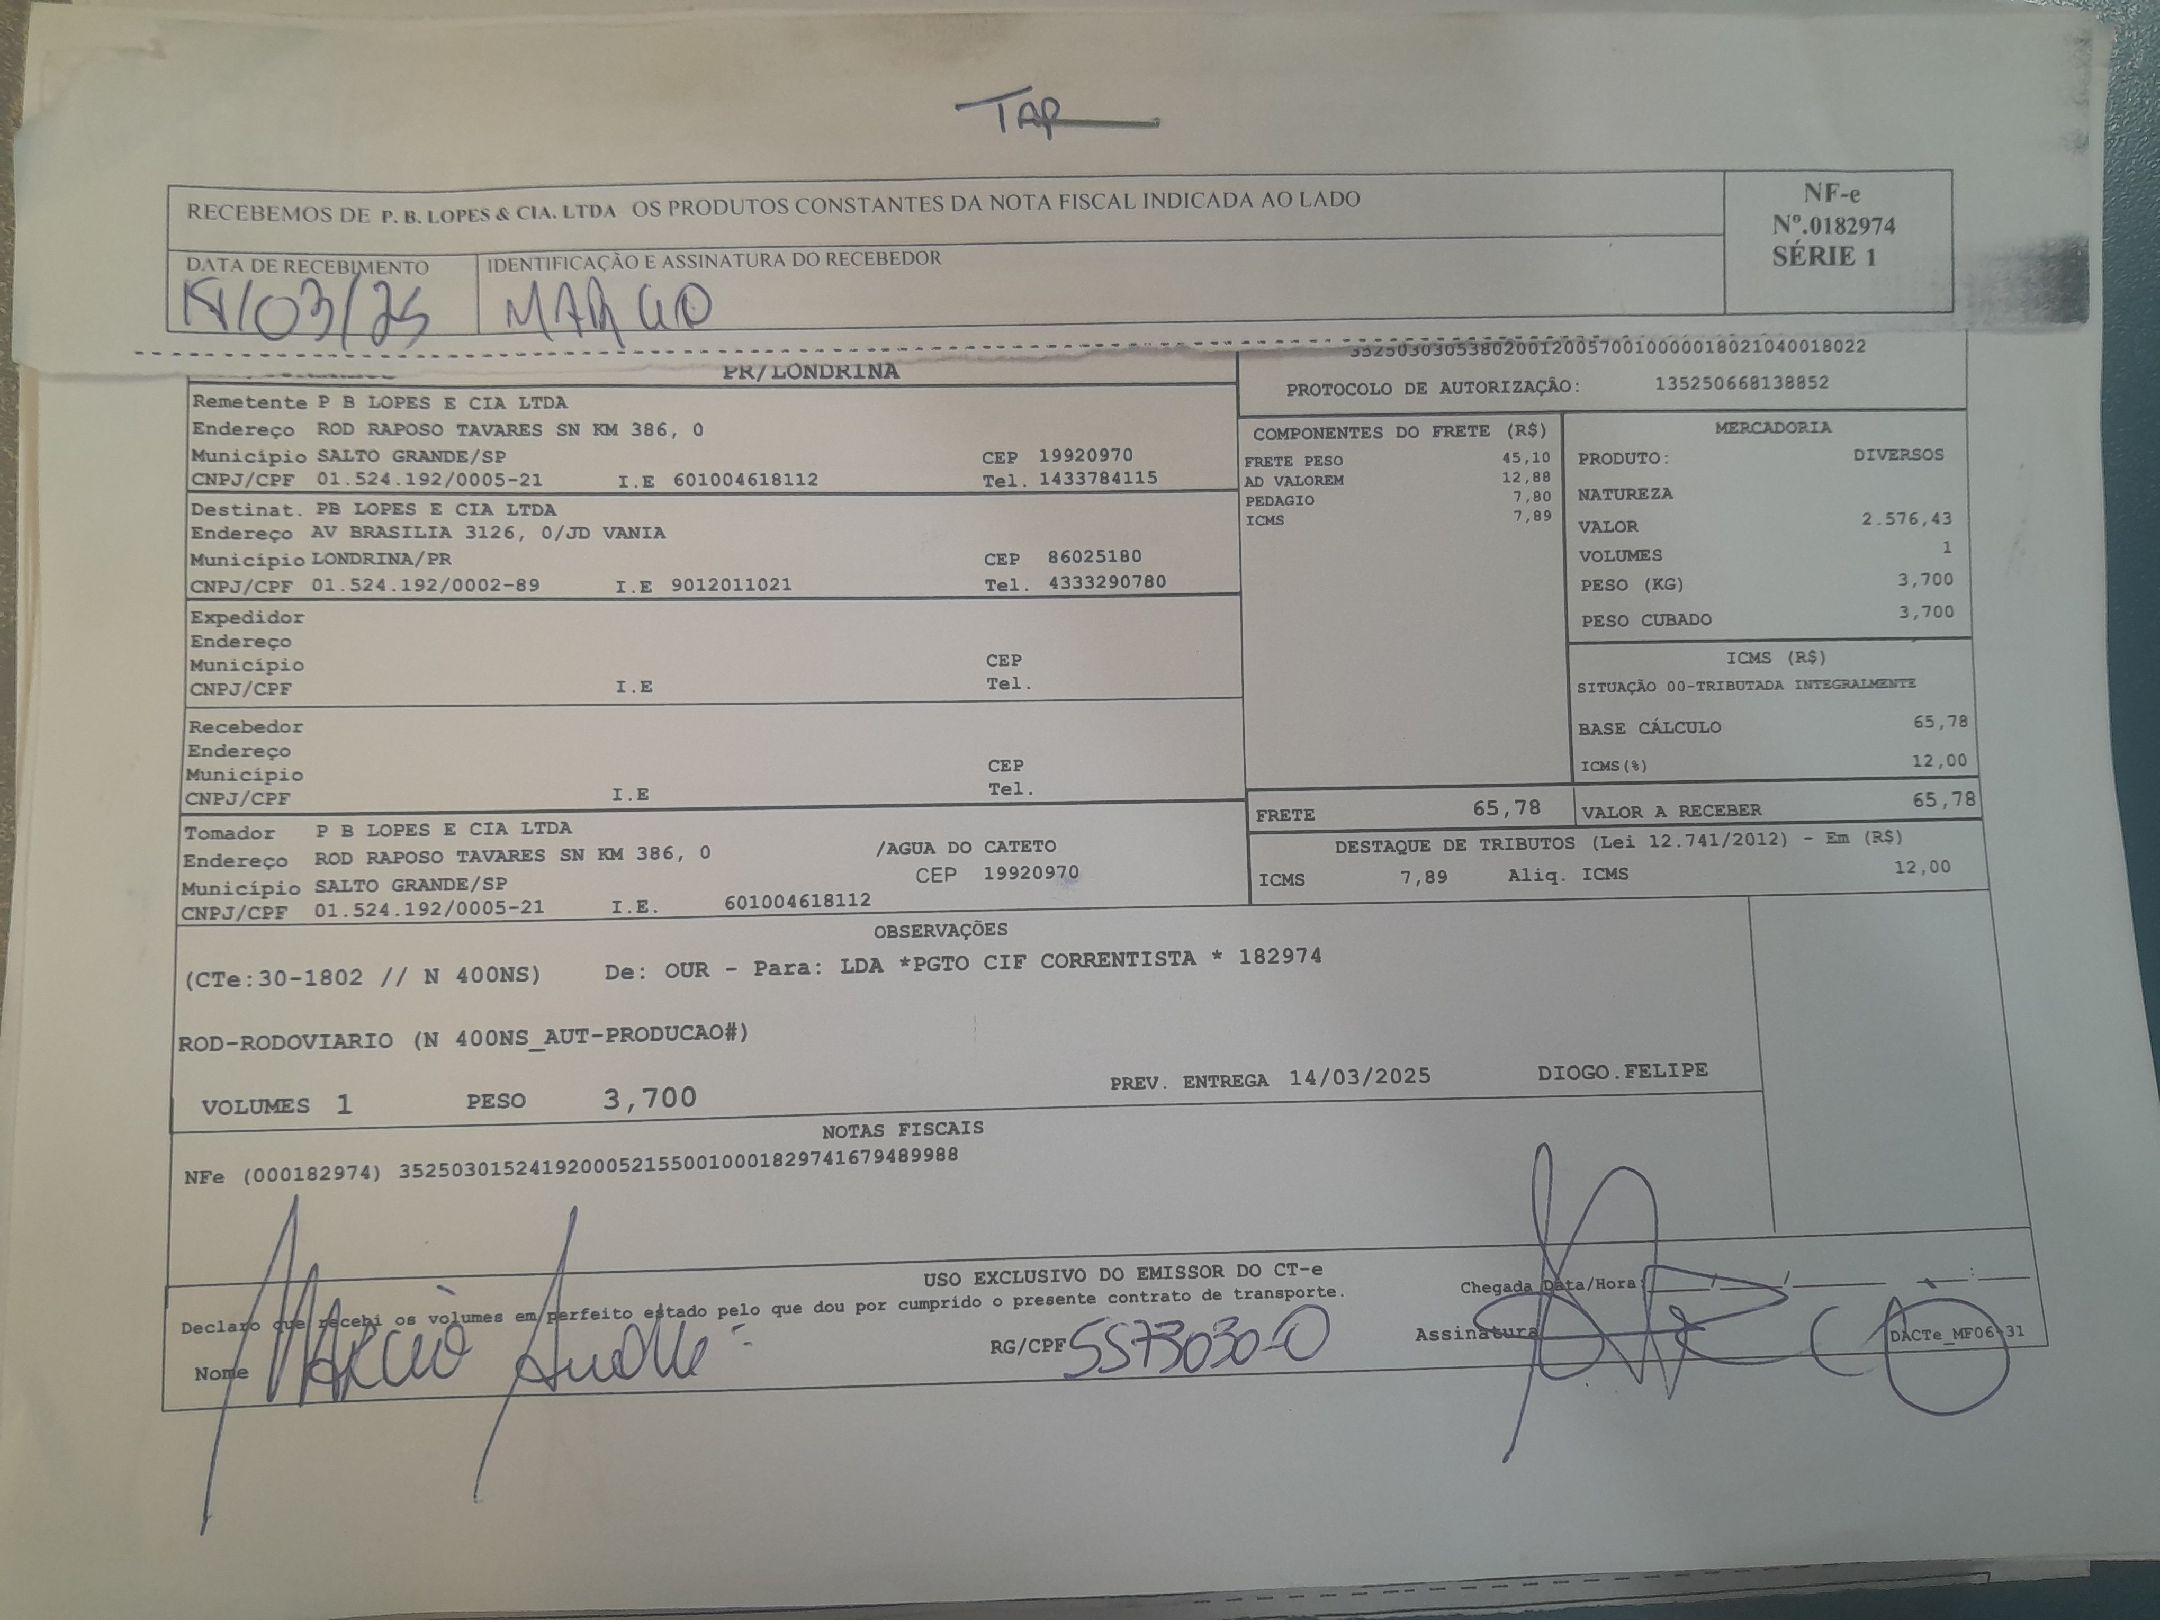 TAP
RECEBEMOS DE P. B. LOPES & CIA. LTDA OS PRODUTOS CONSTANTES DA NOTA FISCAL INDICADA AO LADO
NF-e
Nº.0182974
SÉRIE 1
DATA DE RECEBIMENTO
IDENTIFICAÇÃO E ASSINATURA DO RECEBEDOR
/03/25
PR/LONDRINA
35250303053802001200570010000018021040018022
PROTOCOLO DE AUTORIZAÇÃO: 135250668138852
Remetente P B LOPES E CIA LTDA
Endereço ROD RAPOSO TAVARES SN KM 386, 0
Município SALTO GRANDE/SP CEP 19920970
CNPJ/CPF 01.524.192/0005-21 I.E 601004618112 Tel. 1433784115
Destinat. PB LOPES E CIA LTDA
Endereço AV BRASILIA 3126, 0/JD VANIA
Município LONDRINA/PR CEP 86025180
CNPJ/CPF 01.524.192/0002-89 I.E 9012011021 Tel. 4333290780
Expedidor
Endereço
Município CEP
CNPJ/CPF I.E Tel.
Recebedor
Endereço
Município CEP
CNPJ/CPF I.E Tel.
Tomador P B LOPES E CIA LTDA
Endereço ROD RAPOSO TAVARES SN KM 386, 0 /AGUA DO CATETO
Município SALTO GRANDE/SP CEP 19920970
CNPJ/CPF 01.524.192/0005-21 I.E. 601004618112
COMPONENTES DO FRETE (R$)
FRETE PESO 45,10
AD VALOREM 12,88
PEDAGIO 7,80
ICMS 7,89
MERCADORIA
PRODUTO: DIVERSOS
NATUREZA
VALOR 2.576,43
VOLUMES 1
PESO (KG) 3,700
PESO CUBADO 3,700
ICMS (R$)
SITUAÇÃO 00-TRIBUTADA INTEGRALMENTE
BASE CÁLCULO 65,78
ICMS(%) 12,00
FRETE 65,78 VALOR A RECEBER 65,78
DESTAQUE DE TRIBUTOS (Lei 12.741/2012) - Em (R$)
ICMS 7,89 Aliq. ICMS 12,00
OBSERVAÇÕES
(CTe:30-1802 // N 400NS) De: OUR - Para: LDA *PGTO CIF CORRENTISTA * 182974
ROD-RODOVIARIO (N 400NS_AUT-PRODUCAO#)
VOLUMES 1 PESO 3,700 PREV. ENTREGA 14/03/2025 DIOGO.FELIPE
NOTAS FISCAIS
NFe (000182974) 35250301524192000521550010001829741679489988
USO EXCLUSIVO DO EMISSOR DO CT-e
Declaro que recebi os volumes em perfeito estado pelo que dou por cumprido o presente contrato de transporte.
Chegada Data/Hora: / / :
Nome Marcio André RG/CPF 5573030-0 Assinatura
DACTe_MF06-31